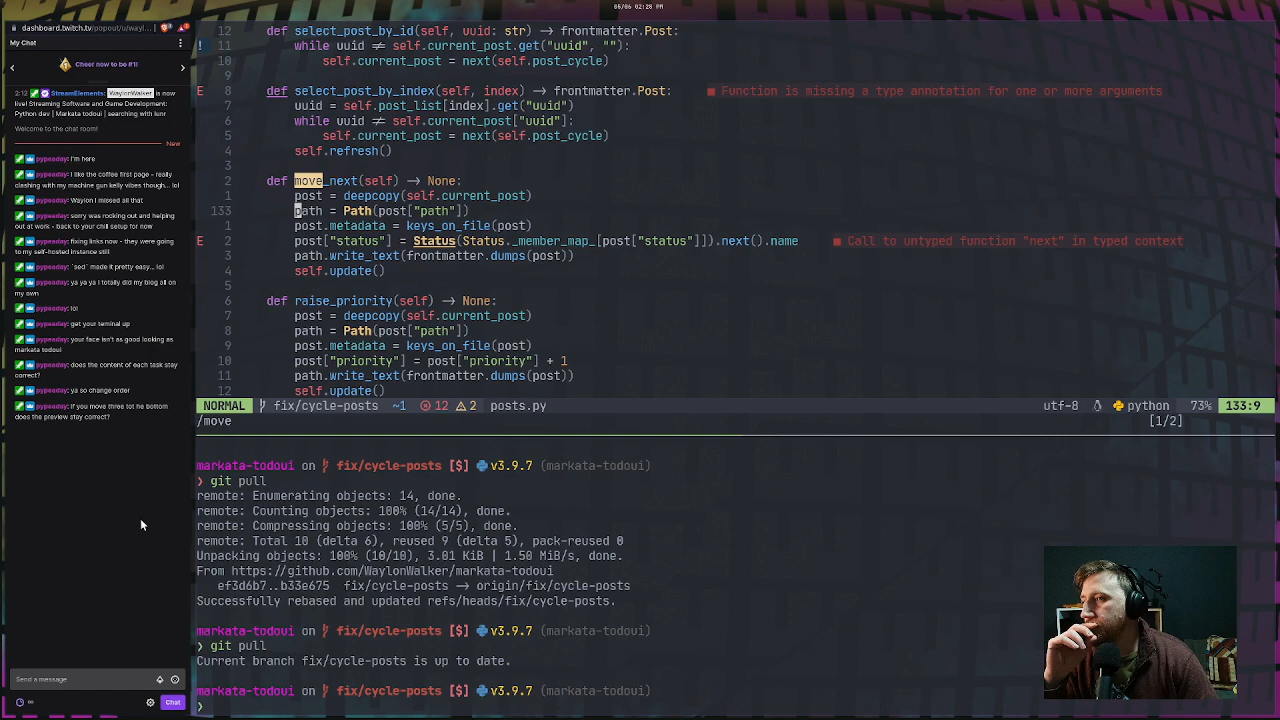 05/06 02:28 PM
dashboard.twitch.tv/popout/u/wayl...
My Chat
Cheer now to be #1!
2:12 StreamElements: WaylonWalker is now
live! Streaming Software and Game Development:
Python dev | Markata todoui | searching with lunr
Welcome to the chat room!
New
pypeaday: I'm here
pypeaday: I like the coffee first page - really
clashing with my machine gun kelly vibes though... lol
pypeaday: Waylon I missed all that
pypeaday: sorry was rocking out and helping
out at work - back to your chill setup for now
pypeaday: fixing links now - they were going
to my self-hosted instance still
pypeaday: `sed` made it pretty easy... lol
pypeaday: ya ya ya I totally did my blog all on
my own
pypeaday: lol
pypeaday: get your teminal up
pypeaday: your face isn't as good looking as
markata todoui
pypeaday: does the content of each task stay
correct?
pypeaday: ya so change order
pypeaday: if you move three tot he bottom
does the preview stay correct?
Send a message
Chat
12 def select_post_by_id(self, uuid: str) → frontmatter.Post:
! 11 while uuid ≠ self.current_post.get("uuid", ""):
10 self.current_post = next(self.post_cycle)
9
E 8 def select_post_by_index(self, index) → frontmatter.Post: ■ Function is missing a type annotation for one or more arguments
7 uuid = self.post_list[index].get("uuid")
6 while uuid ≠ self.current_post["uuid"]:
5 self.current_post = next(self.post_cycle)
4 self.refresh()
3
2 def move_next(self) → None:
1 post = deepcopy(self.current_post)
133 path = Path(post["path"])
1 post.metadata = keys_on_file(post)
E 2 post["status"] = Status(Status._member_map_[post["status"]]).next().name ■ Call to untyped function "next" in typed context
3 path.write_text(frontmatter.dumps(post))
4 self.update()
5
6 def raise_priority(self) → None:
7 post = deepcopy(self.current_post)
8 path = Path(post["path"])
9 post.metadata = keys_on_file(post)
10 post["priority"] = post["priority"] + 1
11 path.write_text(frontmatter.dumps(post))
12 self.update()
NORMAL fix/cycle-posts ~1 12 2 posts.py utf-8 python 73% 133:9
/move [1/2]
markata-todoui on fix/cycle-posts [$] v3.9.7 (markata-todoui)
❯ git pull
remote: Enumerating objects: 14, done.
remote: Counting objects: 100% (14/14), done.
remote: Compressing objects: 100% (5/5), done.
remote: Total 10 (delta 6), reused 9 (delta 5), pack-reused 0
Unpacking objects: 100% (10/10), 3.01 KiB | 1.50 MiB/s, done.
From https://github.com/WaylonWalker/markata-todoui
ef3d6b7..b33e675 fix/cycle-posts → origin/fix/cycle-posts
Successfully rebased and updated refs/heads/fix/cycle-posts.
markata-todoui on fix/cycle-posts [$] v3.9.7 (markata-todoui)
❯ git pull
Current branch fix/cycle-posts is up to date.
markata-todoui on fix/cycle-posts [$] v3.9.7 (markata-todoui)
❯